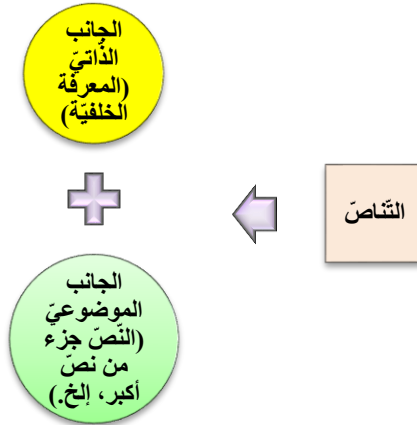 الجانب
الذّاتيّ
(المعرفة
الخلفيّة)
التّناصّ
الجانب
الموضوعيّ
(النّصّ جزء
من نصّ
أكبر، إلخ.)